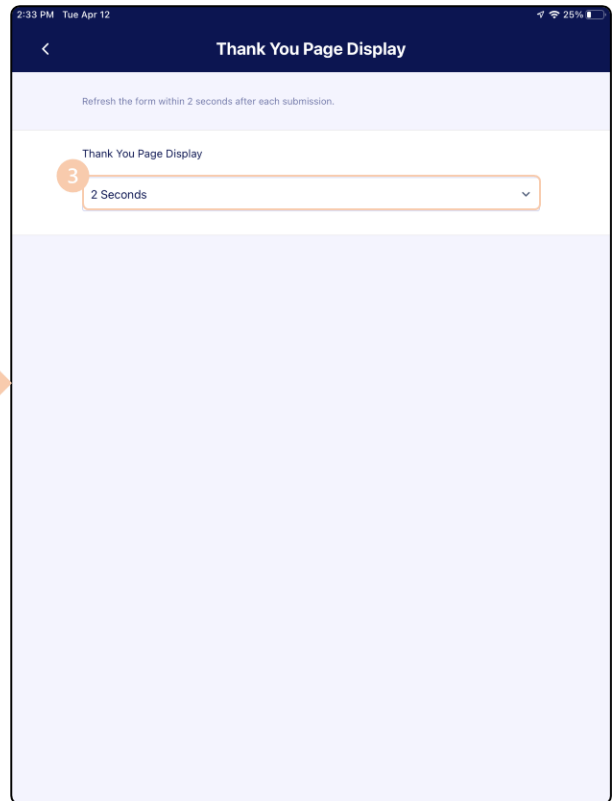 2:33 PM Tue Apr 12 25%
Thank You Page Display
Refresh the form within 2 seconds after each submission.
Thank You Page Display
3
2 Seconds